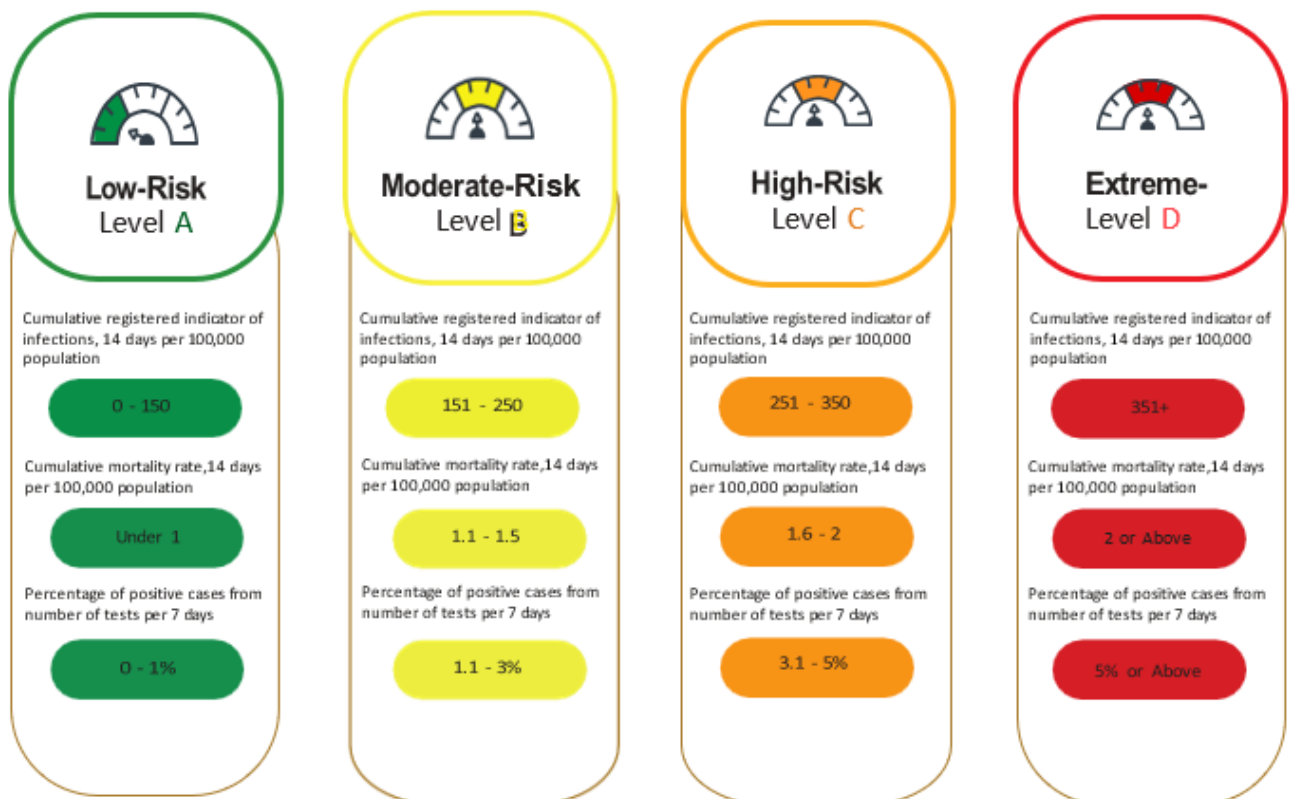 Low-Risk
Level A
Cumulative registered indicator of
infections, 14 days per 100,000
population
0 - 150
Cumulative mortality rate,14 days
per 100,000 population
Under 1
Percentage of positive cases from
number of tests per 7 days
0 - 1%
Moderate-Risk
Level B
Cumulative registered indicator of
infections, 14 days per 100,000
population
151 - 250
Cumulative mortality rate,14 days
per 100,000 population
1.1 - 1.5
Percentage of positive cases from
number of tests per 7 days
1.1 - 3%
High-Risk
Level C
Cumulative registered indicator of
infections, 14 days per 100,000
population
251 - 350
Cumulative mortality rate,14 days
per 100,000 population
1.6 - 2
Percentage of positive cases from
number of tests per 7 days
3.1 - 5%
Extreme-
Level D
Cumulative registered indicator of
infections, 14 days per 100,000
population
351+
Cumulative mortality rate,14 days
per 100,000 population
2 or Above
Percentage of positive cases from
number of tests per 7 days
5% or Above